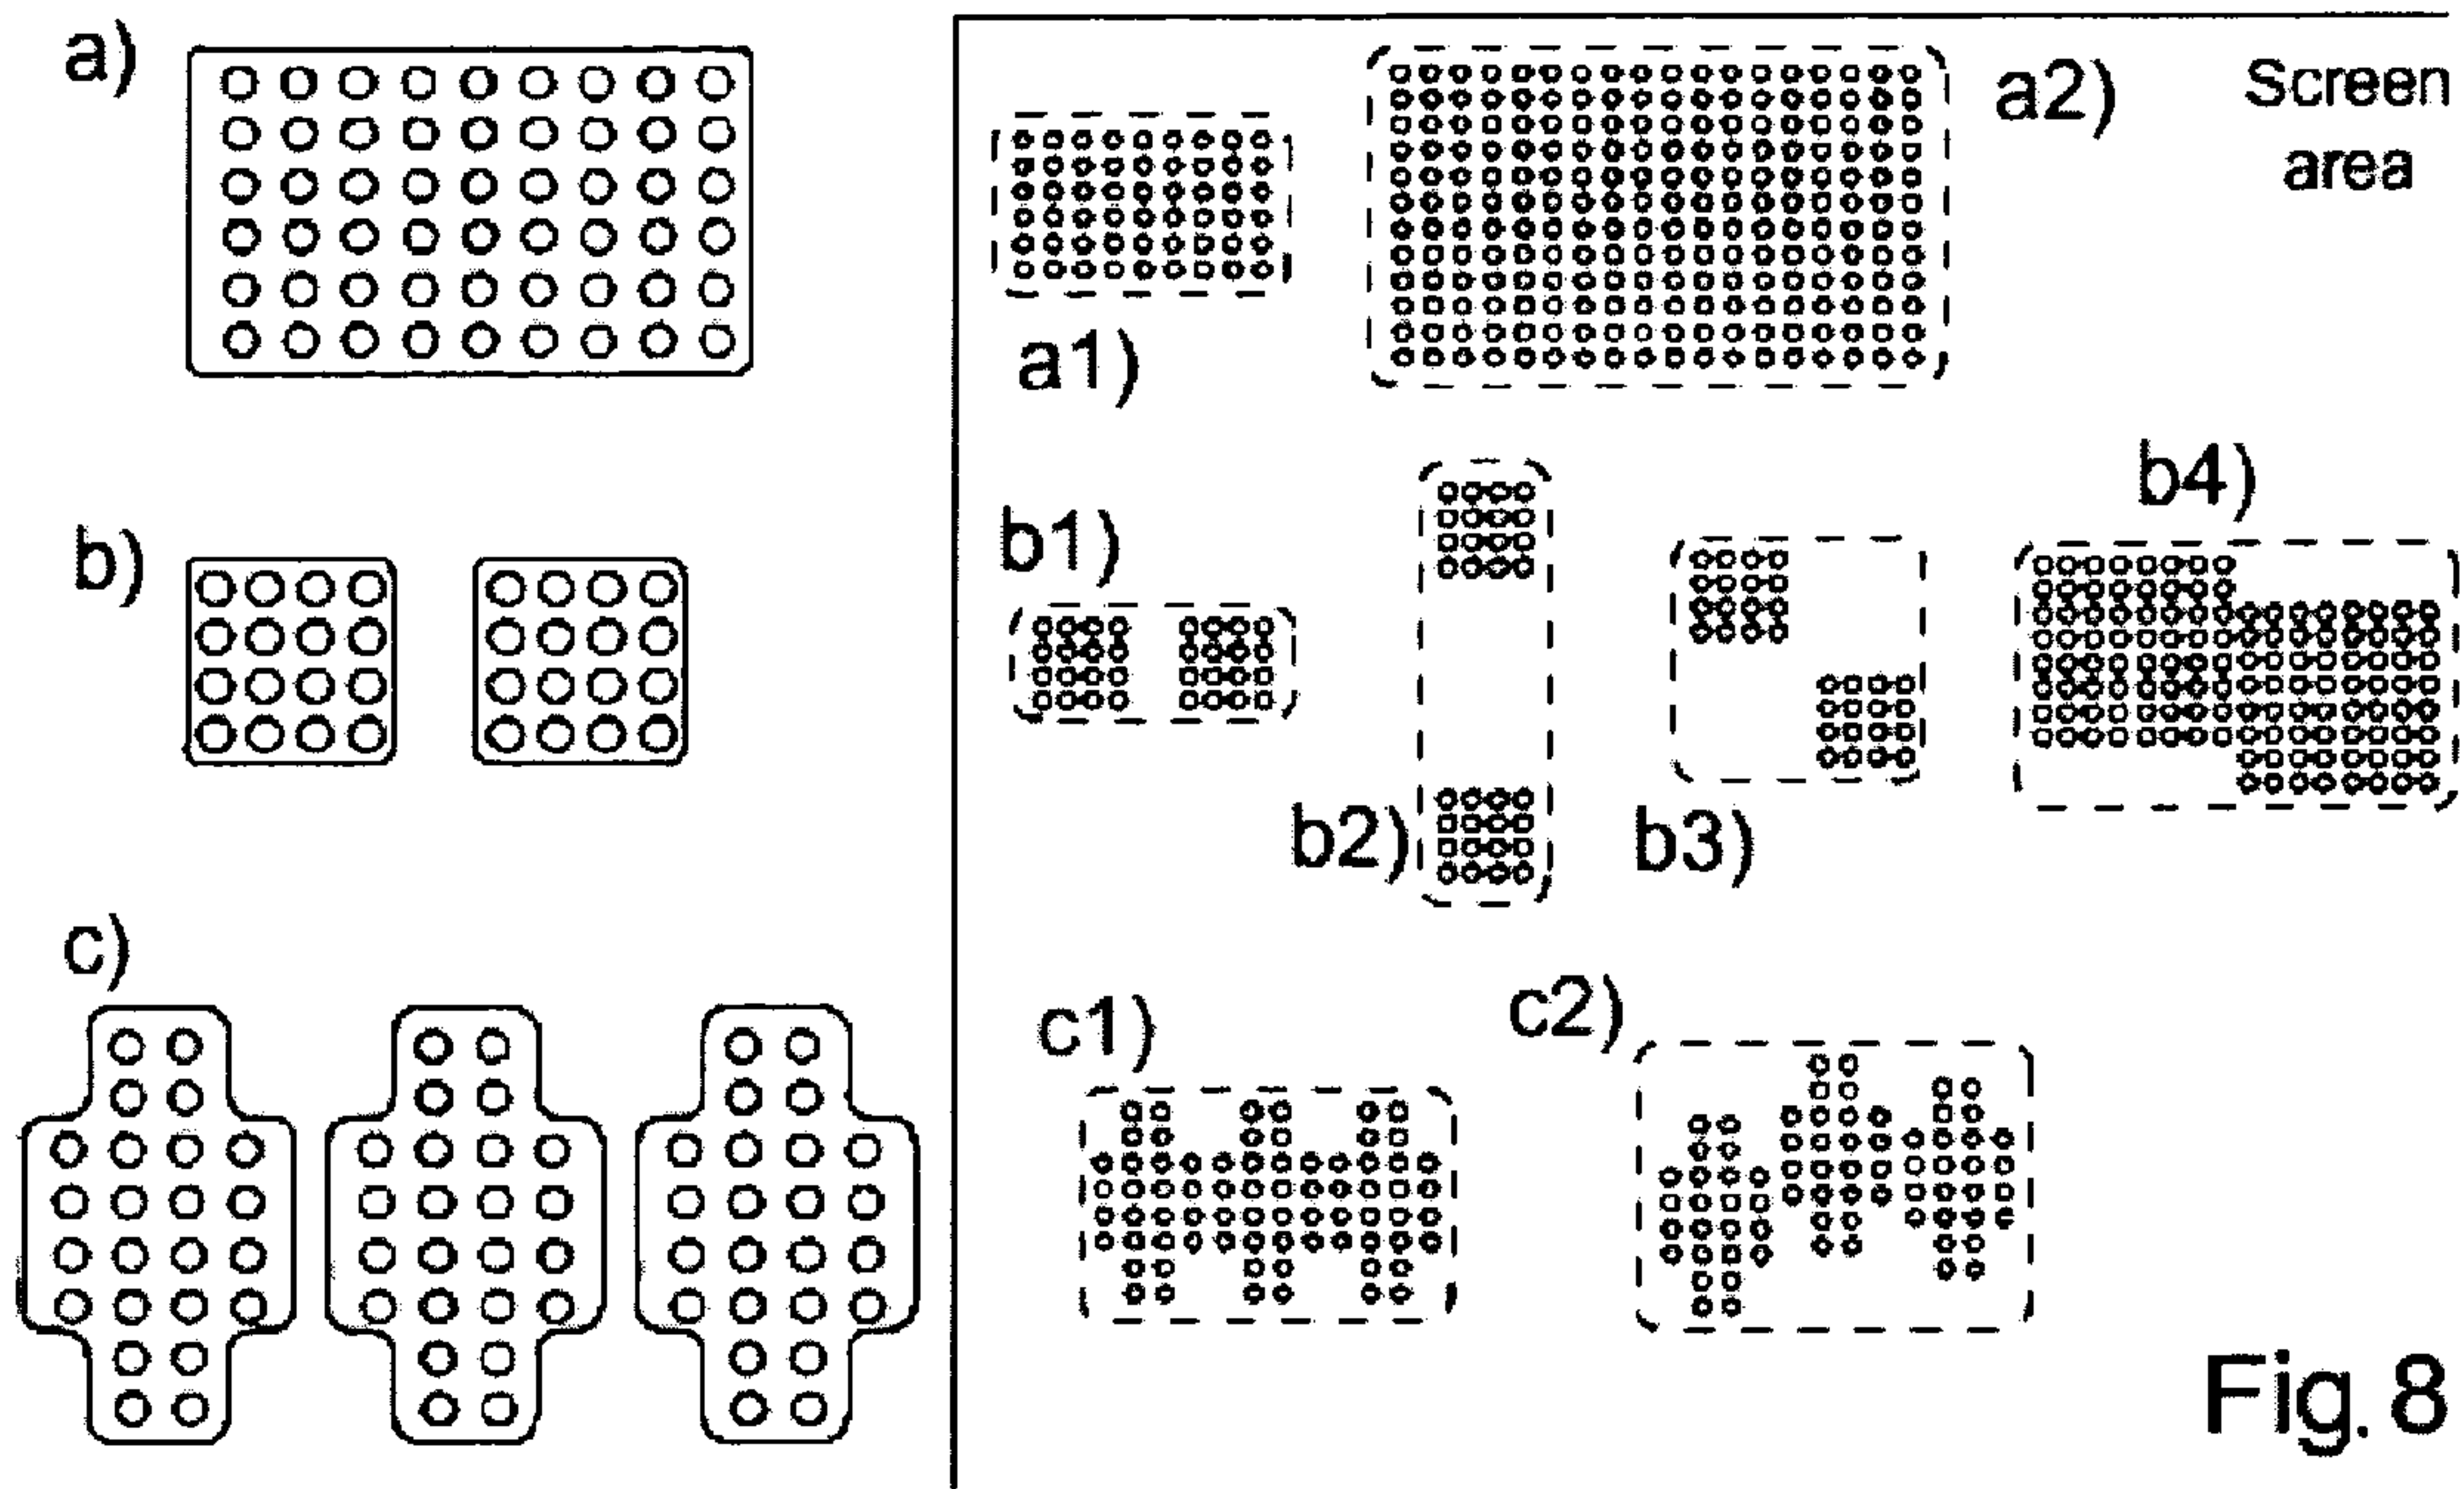 a)
a1)
a2)
Screen
area
b)
b1)
b2)
b3)
b4)
c)
c1)
c2)
Fig. 8